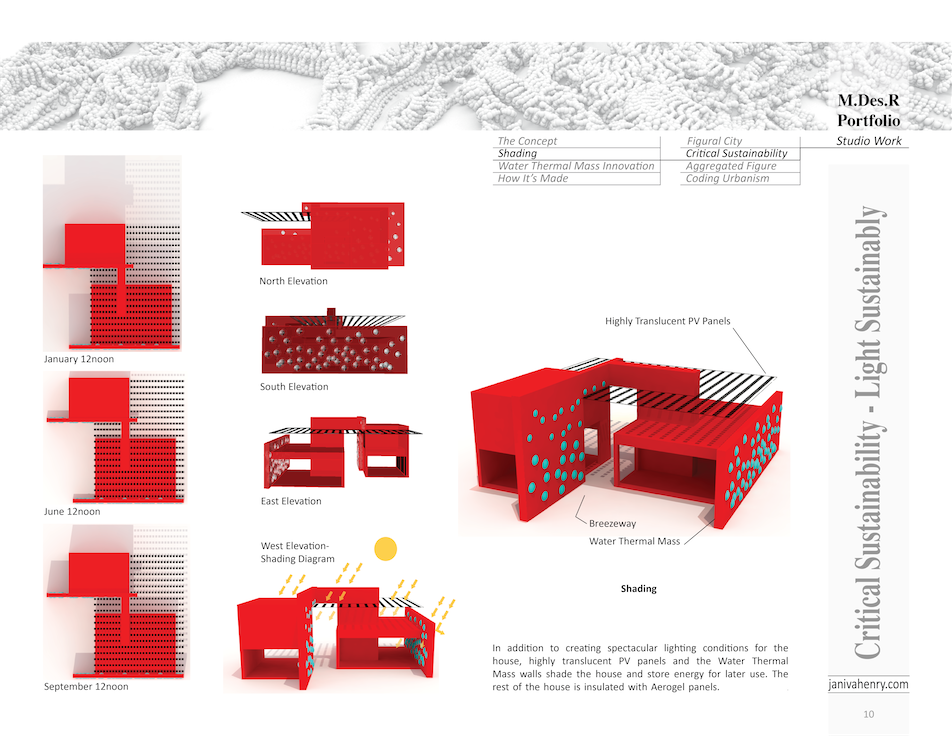 M.Des.R
Portfolio
Studio Work
The Concept
Shading
Water Thermal Mass Innovation
How It's Made
Figural City
Critical Sustainability
Aggregated Figure
Coding Urbanism
Critical Sustainability - Light Sustainably
January 12noon
June 12noon
September 12noon
North Elevation
South Elevation
East Elevation
West Elevation-
Shading Diagram
Highly Translucent PV Panels
Breezeway
Water Thermal Mass
Shading
In addition to creating spectacular lighting conditions for the
house, highly translucent PV panels and the Water Thermal
Mass walls shade the house and store energy for later use. The
rest of the house is insulated with Aerogel panels.
janivahenry.com
10